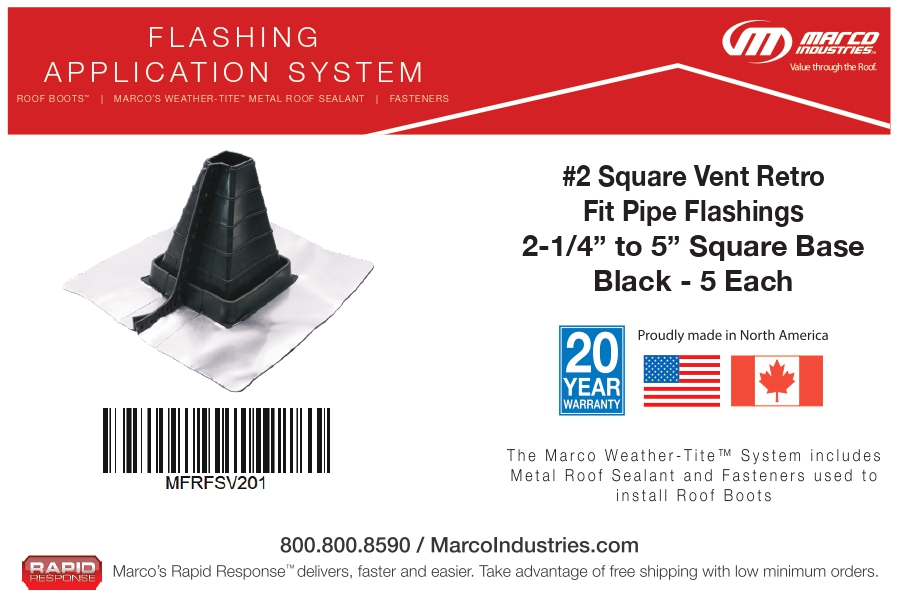 FLASHING
APPLICATION SYSTEM
ROOF BOOTS™ | MARCO'S WEATHER-TITE™ METAL ROOF SEALANT | FASTENERS
MARCO
INDUSTRIES™
Value through the Roof.
#2 Square Vent Retro
Fit Pipe Flashings
2-1/4” to 5” Square Base
Black - 5 Each
20
YEAR
WARRANTY
Proudly made in North America
MFRFSV201
The Marco Weather-Tite™ System includes
Metal Roof Sealant and Fasteners used to
install Roof Boots
800.800.8590 / MarcoIndustries.com
RAPID
RESPONSE
Marco's Rapid Response™ delivers, faster and easier. Take advantage of free shipping with low minimum orders.